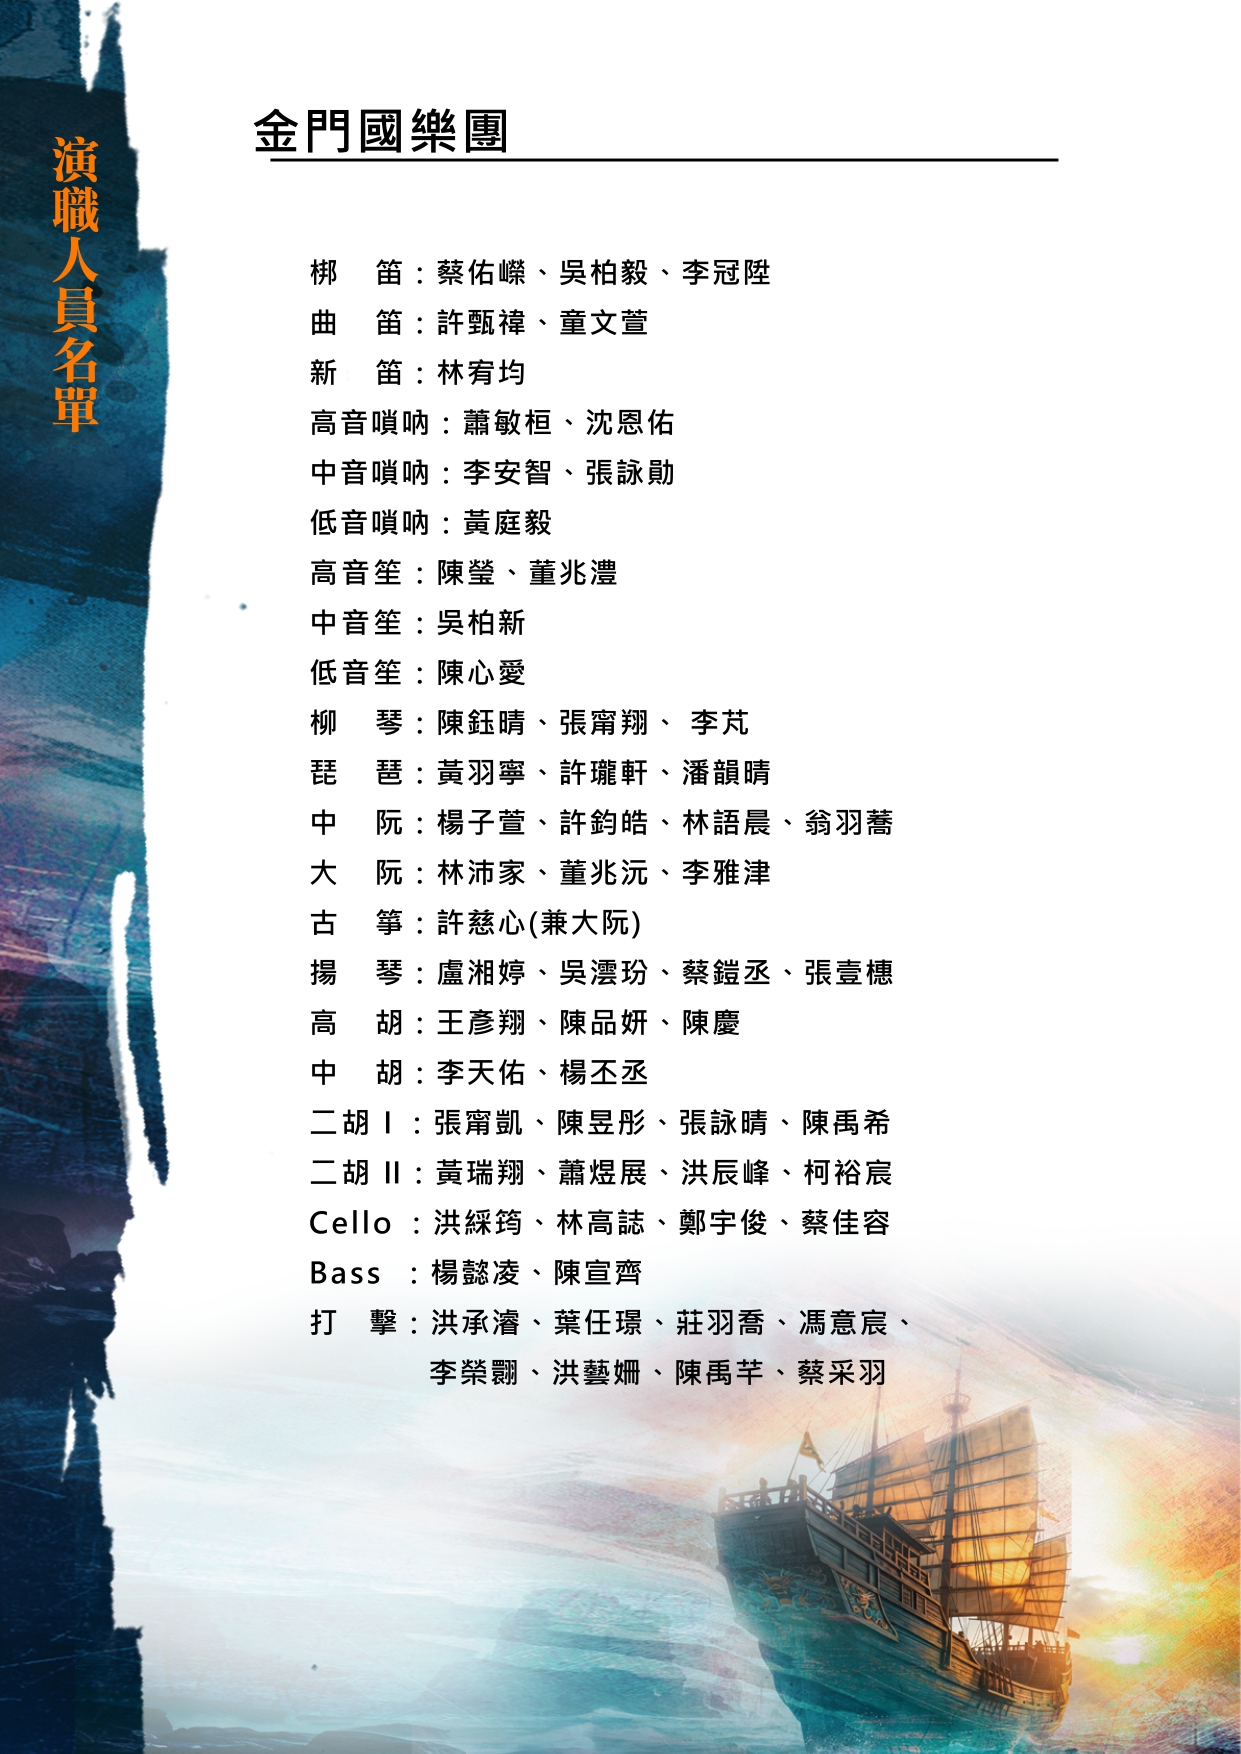 演職人員名單
金門國樂團
梆　笛：蔡佑嶸、吳柏毅、李冠陞
曲　笛：許甄褘、童文萱
新　笛：林宥均
高音嗩吶：蕭敏桓、沈恩佑
中音嗩吶：李安智、張詠勛
低音嗩吶：黃庭毅
高音笙：陳瑩、董兆澧
中音笙：吳柏新
低音笙：陳心愛
柳　琴：陳鈺晴、張甯翔、 李芃
琵　琶：黃羽寧、許瓏軒、潘韻晴
中　阮：楊子萱、許鈞皓、林語晨、翁羽蕎
大　阮：林沛家、董兆沅、李雅津
古　箏：許慈心(兼大阮)
揚　琴：盧湘婷、吳澐玢、蔡鎧丞、張壹橞
高　胡：王彥翔、陳品妍、陳慶
中　胡：李天佑、楊丕丞
二胡 I ：張甯凱、陳昱彤、張詠晴、陳禹希
二胡 II：黃瑞翔、蕭煜展、洪辰峰、柯裕宸
Cello ：洪綵筠、林高誌、鄭宇俊、蔡佳容
Bass ：楊懿凌、陳宣齊
打　擊：洪承濬、葉任璟、莊羽喬、馮意宸、
李榮翾、洪藝姍、陳禹芊、蔡采羽